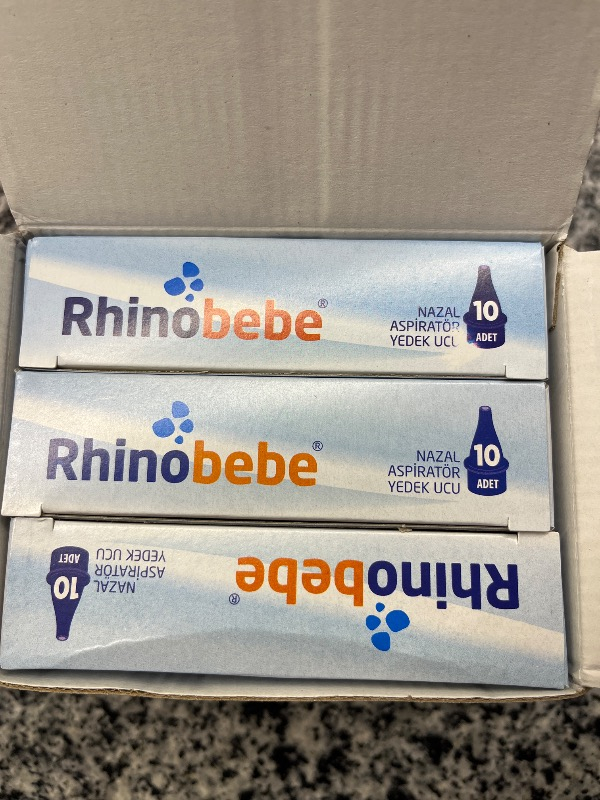 Rhinobebe®
NAZAL
ASPİRATÖR
YEDEK UCU
10
ADET
Rhinobebe®
NAZAL
ASPİRATÖR
YEDEK UCU
10
ADET
Rhinobebe®
NAZAL
ASPİRATÖR
YEDEK UCU
10
ADET